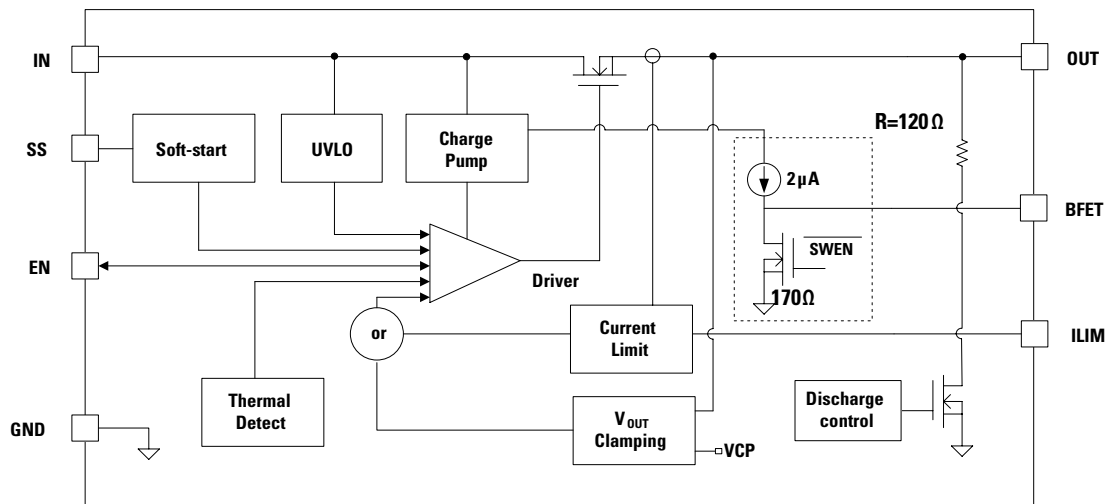 IN
OUT
R=120Ω
SS
Soft-start
UVLO
Charge
Pump
2µA
BFET
SWEN
EN
Driver
170Ω
or
Current
Limit
ILIM
Thermal
Detect
Discharge
control
GND
VOUT
Clamping
VCP